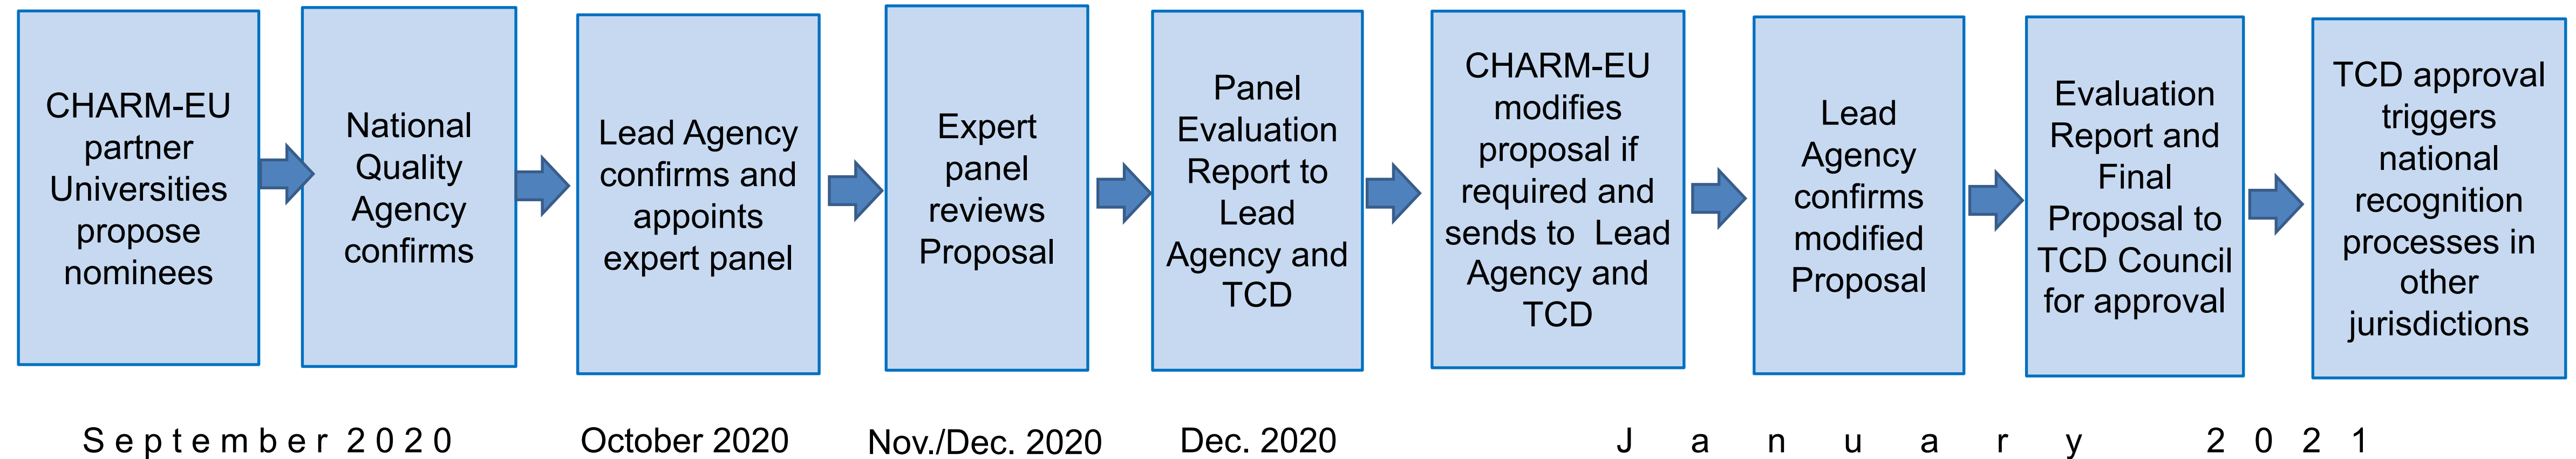 CHARM-EU
partner
Universities
propose
nominees
National
Quality
Agency
confirms
Lead Agency
confirms and
appoints
expert panel
Expert
panel
reviews
Proposal
Panel
Evaluation
Report to
Lead
Agency and
TCD
CHARM-EU
modifies
proposal if
required and
sends to Lead
Agency and
TCD
Lead
Agency
confirms
modified
Proposal
Evaluation
Report and
Final
Proposal to
TCD Council
for approval
TCD approval
triggers
national
recognition
processes in
other
jurisdictions
September 2020
October 2020
Nov./Dec. 2020
Dec. 2020
January 2021